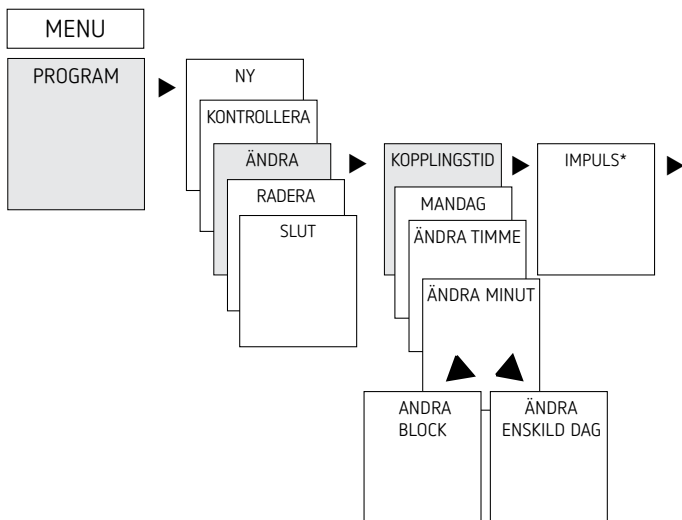 MENU
PROGRAM
NY
KONTROLLERA
ÄNDRA
RADERA
SLUT
KOPPLINGSTID
MANDAG
ÄNDRA TIMME
ÄNDRA MINUT
ANDRA
BLOCK
ÄNDRA
ENSKILD DAG
IMPULS*